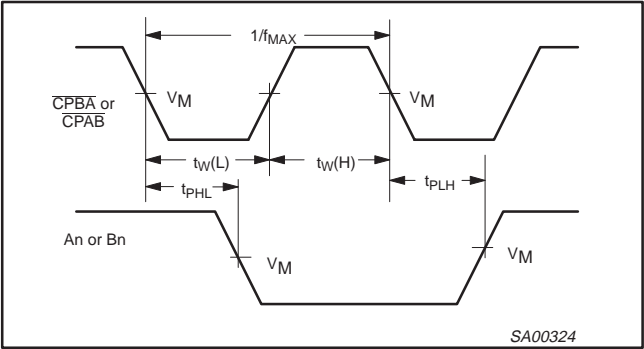 1/fMAX
CPBA or
CPAB
VM
VM
tW(L)
tW(H)
tPHL
tPLH
An or Bn
VM
VM
SA00324